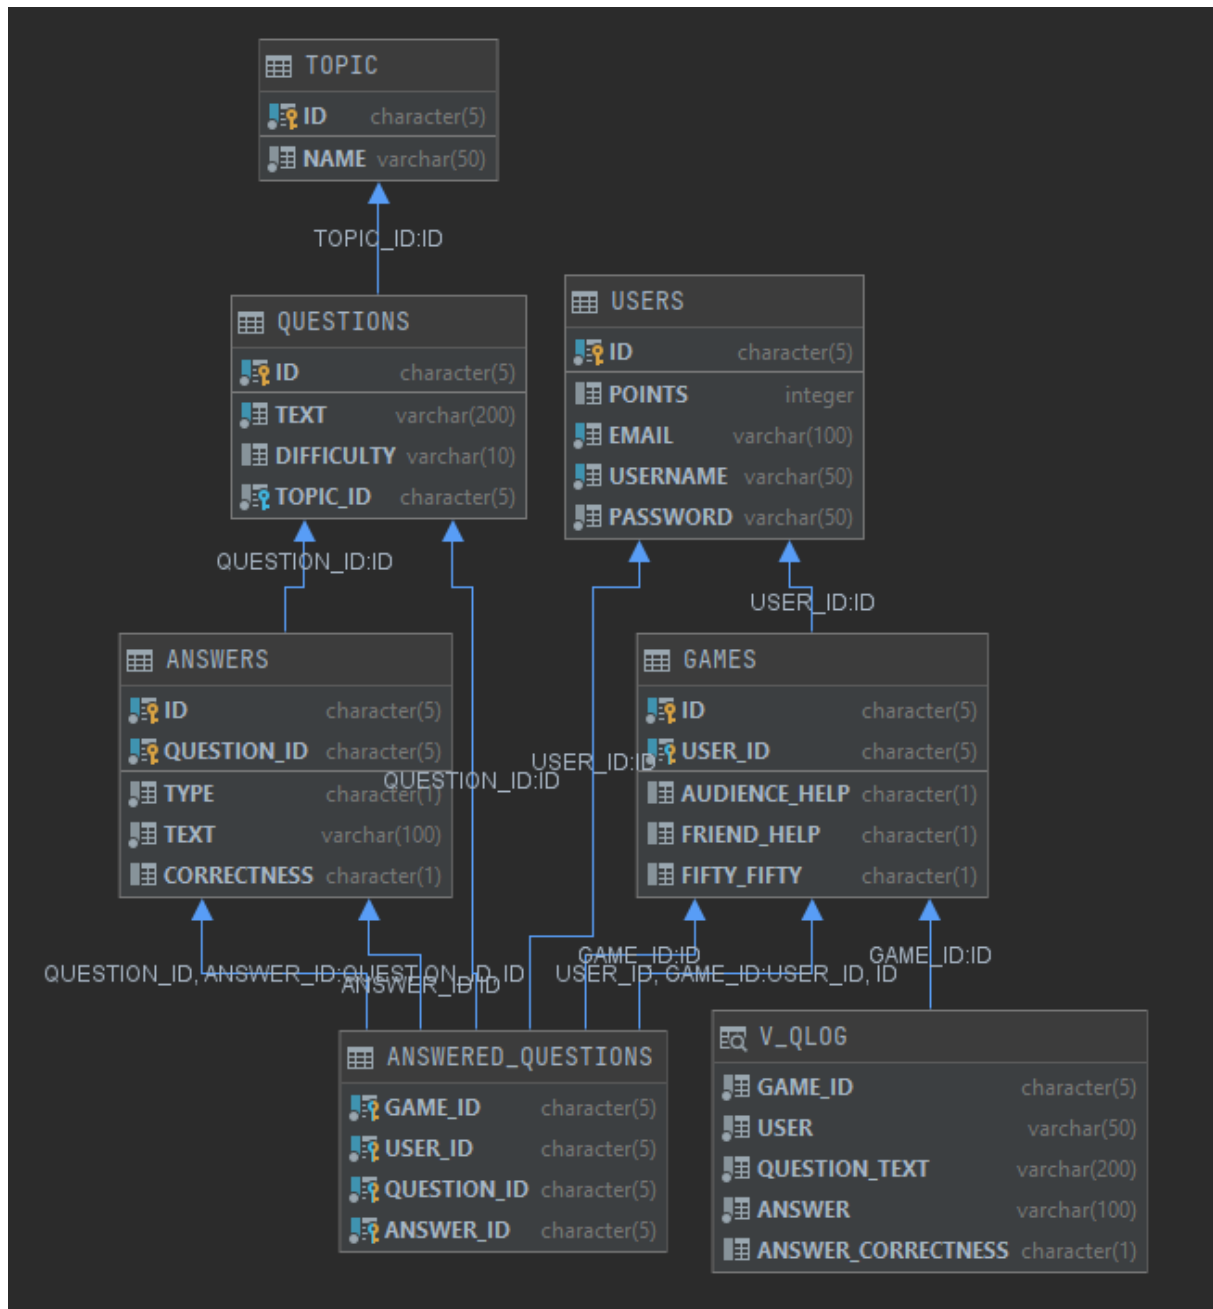 TOPIC
ID character(5)
NAME varchar(50)
TOPIC_ID:ID
QUESTIONS
ID character(5)
TEXT varchar(200)
DIFFICULTY varchar(10)
TOPIC_ID character(5)
USERS
ID character(5)
POINTS integer
EMAIL varchar(100)
USERNAME varchar(50)
PASSWORD varchar(50)
QUESTION_ID:ID
USER_ID:ID
ANSWERS
ID character(5)
QUESTION_ID character(5)
TYPE character(1)
TEXT varchar(100)
CORRECTNESS character(1)
QUESTION_ID:ID
USER_ID:ID
GAMES
ID character(5)
USER_ID character(5)
AUDIENCE_HELP character(1)
FRIEND_HELP character(1)
FIFTY_FIFTY character(1)
QUESTION_ID, ANSWER_ID:QUESTION_ID, ID
ANSWER_ID:ID
GAME_ID:ID
USER_ID, GAME_ID:USER_ID, ID
GAME_ID:ID
ANSWERED_QUESTIONS
GAME_ID character(5)
USER_ID character(5)
QUESTION_ID character(5)
ANSWER_ID character(5)
V_QLOG
GAME_ID character(5)
USER varchar(50)
QUESTION_TEXT varchar(200)
ANSWER varchar(100)
ANSWER_CORRECTNESS character(1)